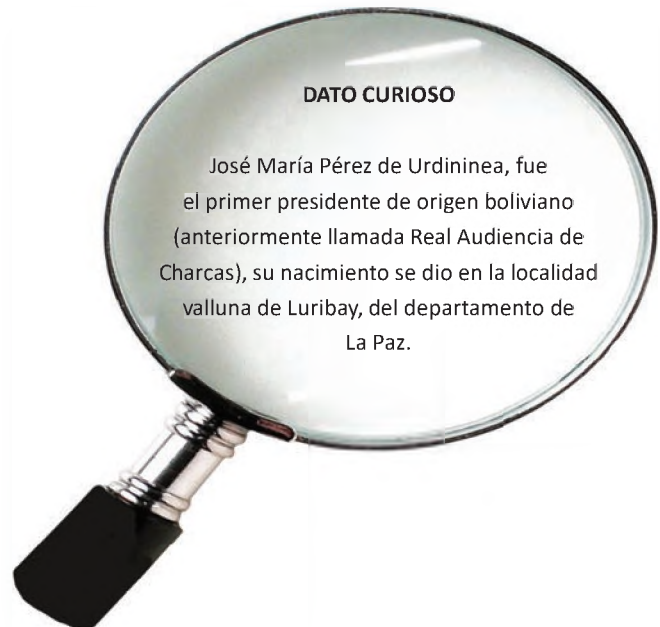 DATO CURIOSO
José María Pérez de Urdininea, fue
el primer presidente de origen boliviano
(anteriormente llamada Real Audiencia de
Charcas), su nacimiento se dio en la localidad
valluna de Luribay, del departamento de
La Paz.